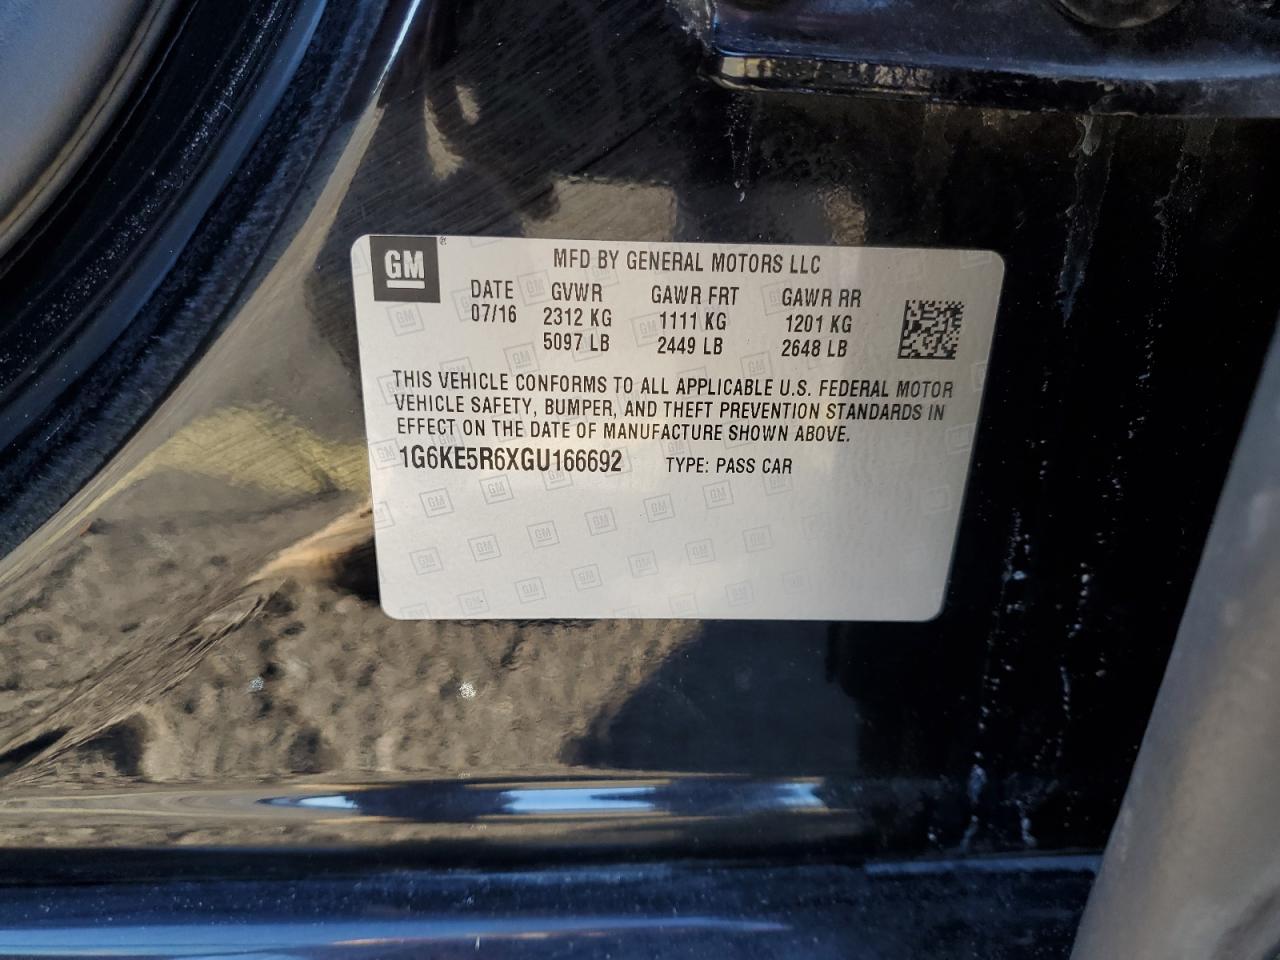 GM ®
MFD BY GENERAL MOTORS LLC
DATE GVWR GAWR FRT GAWR RR
07/16 2312 KG 1111 KG 1201 KG
5097 LB 2449 LB 2648 LB
THIS VEHICLE CONFORMS TO ALL APPLICABLE U.S. FEDERAL MOTOR
VEHICLE SAFETY, BUMPER, AND THEFT PREVENTION STANDARDS IN
EFFECT ON THE DATE OF MANUFACTURE SHOWN ABOVE.
1G6KE5R6XGU166692 TYPE: PASS CAR